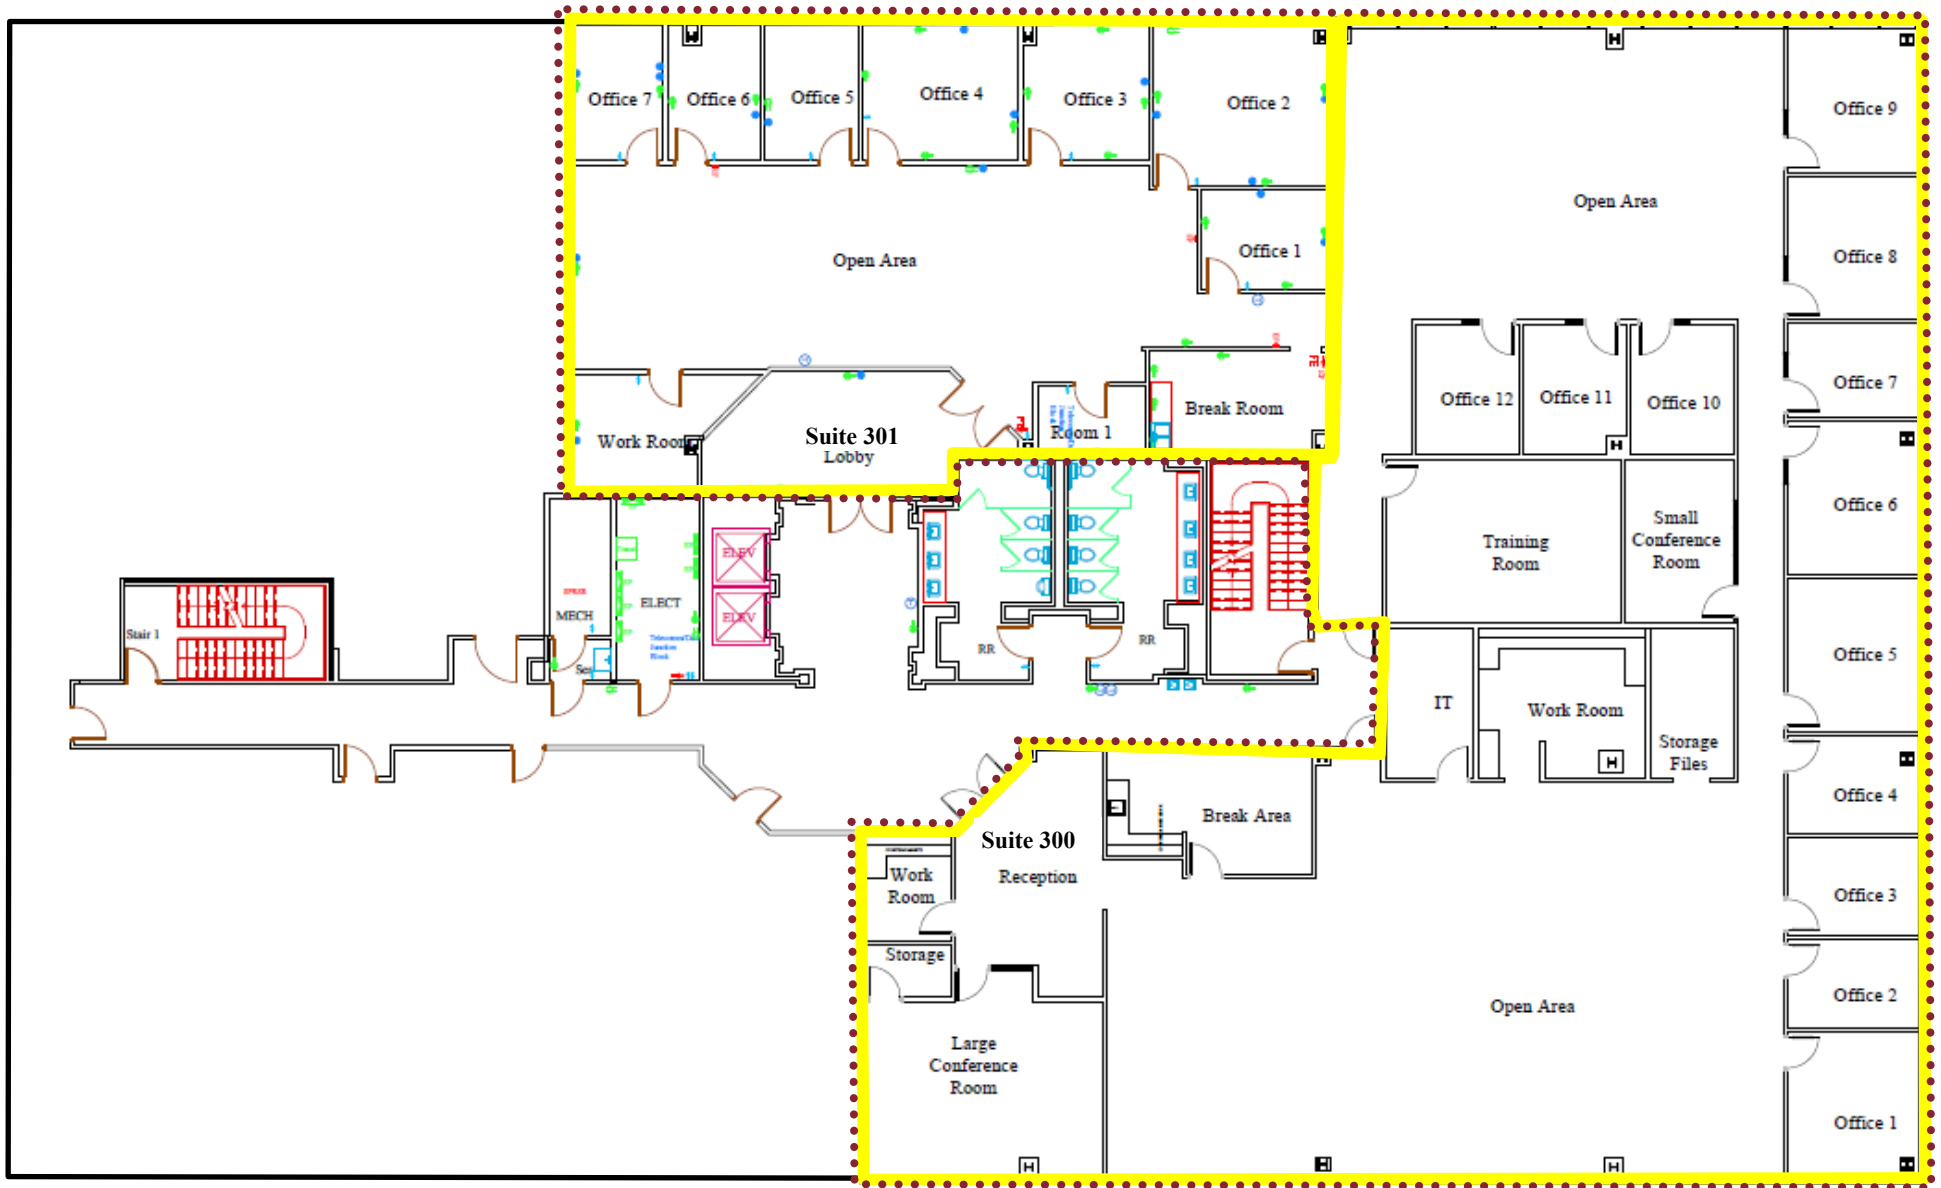 Office 7
Office 6
Office 5
Office 4
Office 3
Office 2
Office 9
Open Area
Office 1
Office 8
Open Area
FE
Office 7
Office 12
Office 11
Office 10
Break Room
Room 1
Work Room
Suite 301
Lobby
Office 6
Small
Conference
Room
Training
Room
ELEV
ELEV
MECH
ELECT
Stair 1
RR
RR
Office 5
IT
Work Room
Storage
Files
Office 4
Break Area
Suite 300
Reception
Work
Room
Office 3
Storage
Office 2
Open Area
Large
Conference
Room
Office 1